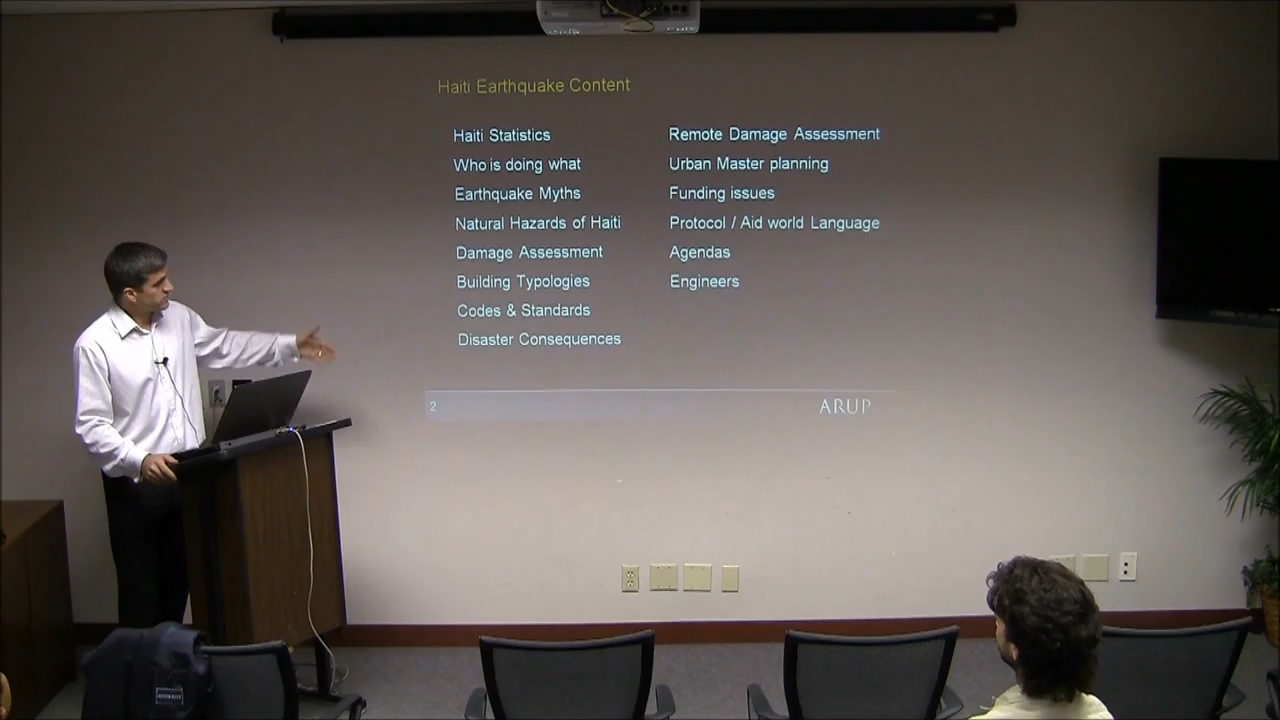 Haiti Earthquake Content
Haiti Statistics
Who is doing what
Earthquake Myths
Natural Hazards of Haiti
Damage Assessment
Building Typologies
Codes & Standards
Disaster Consequences
Remote Damage Assessment
Urban Master planning
Funding issues
Protocol / Aid world Language
Agendas
Engineers
2
ARUP